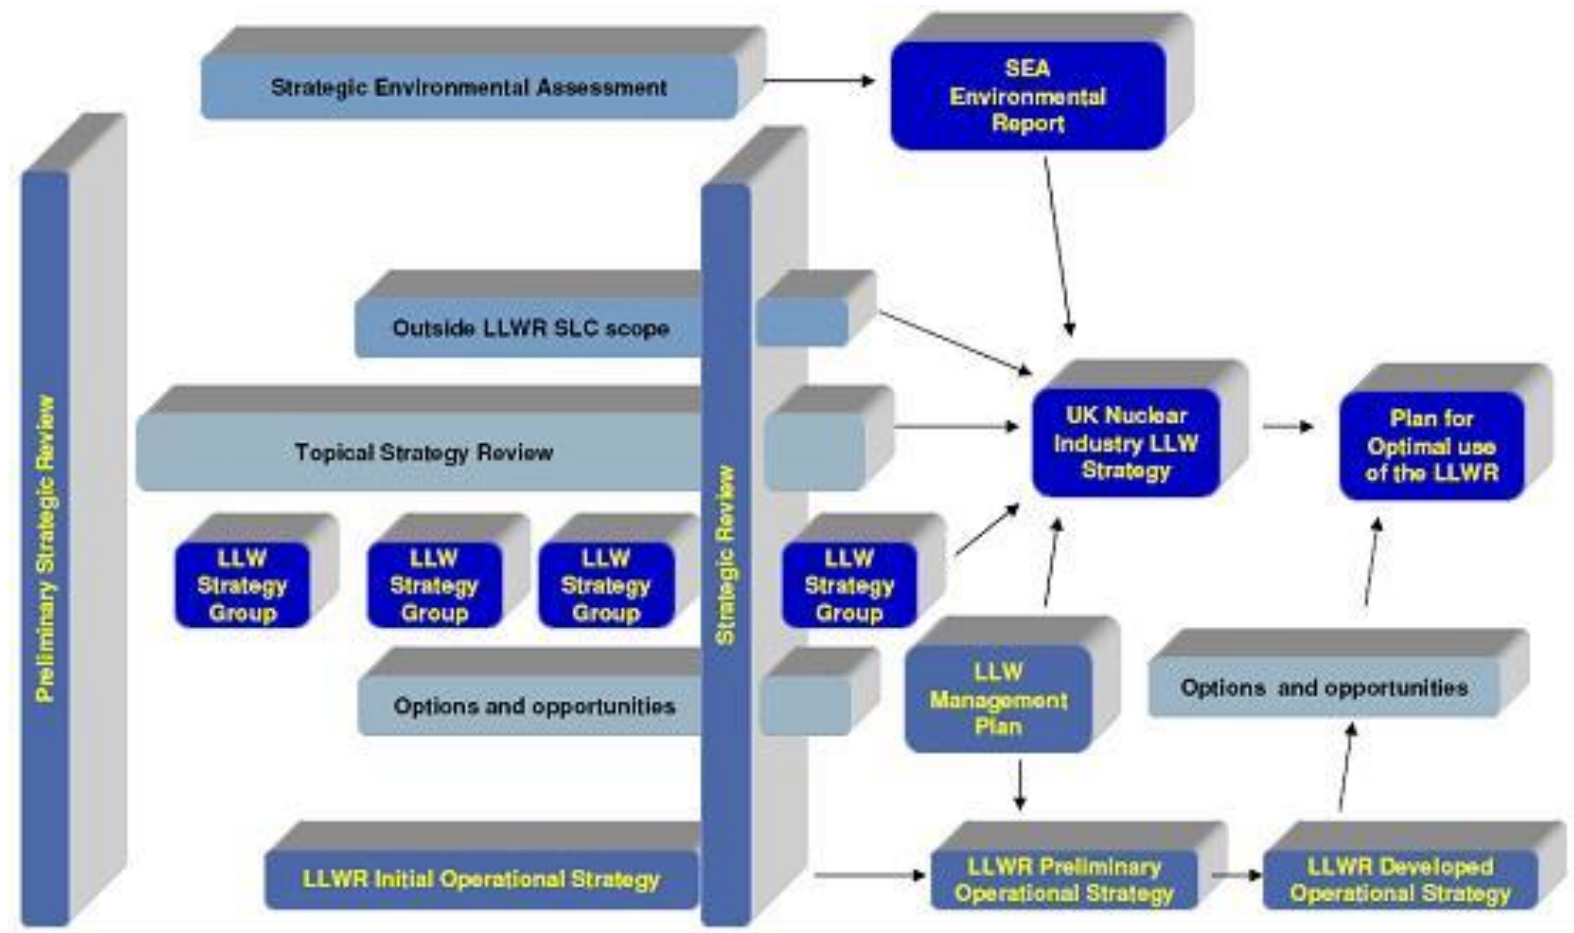 Strategic Environmental Assessment
SEA
Environmental
Report
Preliminary Strategic Review
Strategic Review
Outside LLWR SLC scope
Topical Strategy Review
UK Nuclear
Industry LLW
Strategy
Plan for
Optimal use
of the LLWR
LLW
Strategy
Group
LLW
Strategy
Group
LLW
Strategy
Group
LLW
Strategy
Group
Options and opportunities
LLW
Management
Plan
Options and opportunities
LLWR Initial Operational Strategy
LLWR Preliminary
Operational Strategy
LLWR Developed
Operational Strategy